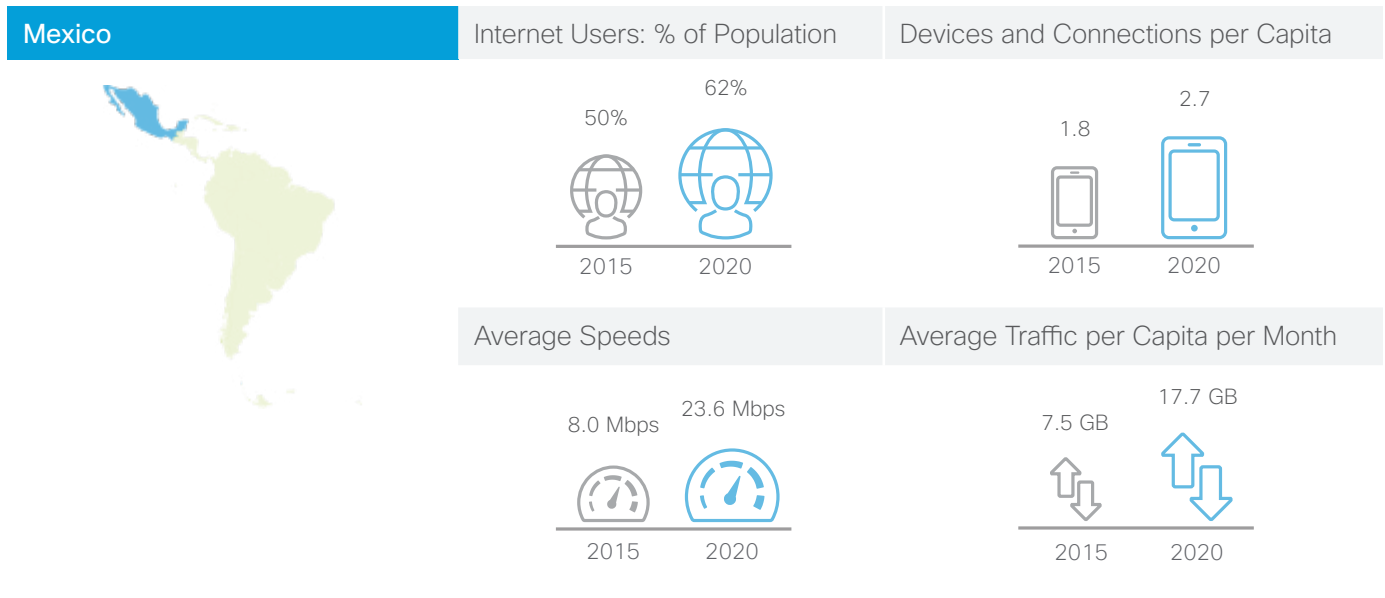 Mexico
Internet Users: % of Population
Devices and Connections per Capita
50%
62%
2015
2020
1.8
2.7
2015
2020
Average Speeds
Average Traffic per Capita per Month
8.0 Mbps
23.6 Mbps
2015
2020
7.5 GB
17.7 GB
2015
2020